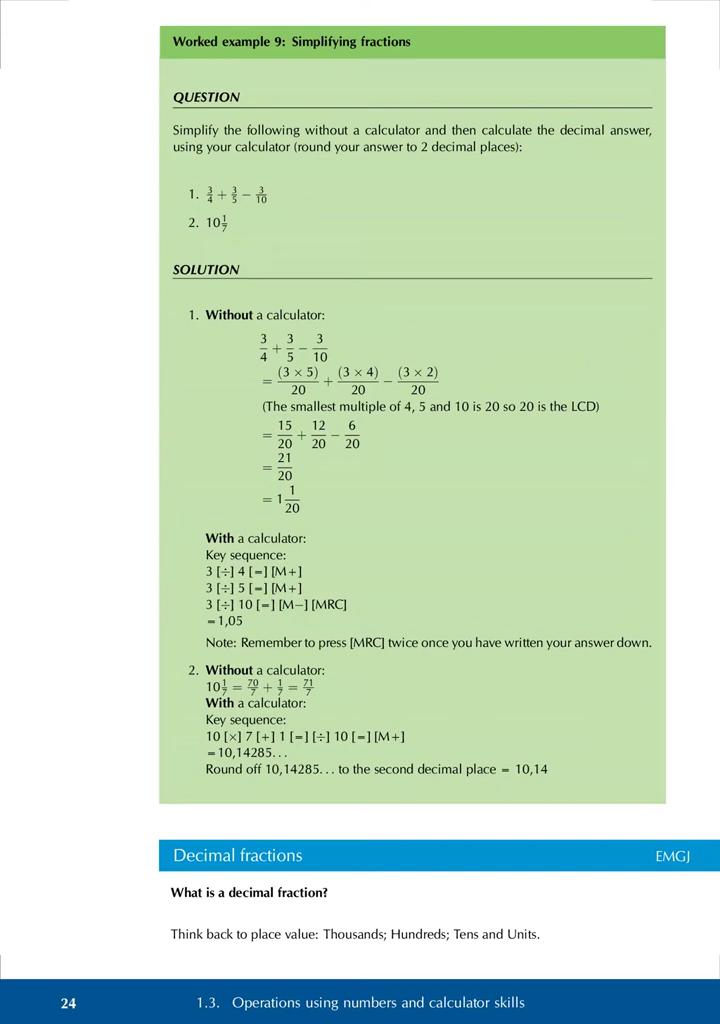 Worked example 9: Simplifying fractions
QUESTION
Simplify the following without a calculator and then calculate the decimal answer,
using your calculator (round your answer to 2 decimal places):
1. 3/4 + 3/5 − 3/10
2. 10 1/7
SOLUTION
1. Without a calculator:
3/4 + 3/5 − 3/10
= (3 × 5)/20 + (3 × 4)/20 − (3 × 2)/20
(The smallest multiple of 4, 5 and 10 is 20 so 20 is the LCD)
= 15/20 + 12/20 − 6/20
= 21/20
= 1 1/20
With a calculator:
Key sequence:
3 [÷] 4 [=] [M+]
3 [÷] 5 [=] [M+]
3 [÷] 10 [=] [M−] [MRC]
= 1,05
Note: Remember to press [MRC] twice once you have written your answer down.
2. Without a calculator:
10 1/7 = 70/7 + 1/7 = 71/7
With a calculator:
Key sequence:
10 [×] 7 [+] 1 [=] [÷] 10 [=] [M+]
= 10,14285. . .
Round off 10,14285. . . to the second decimal place = 10,14
Decimal fractions EMGJ
What is a decimal fraction?
Think back to place value: Thousands; Hundreds; Tens and Units.
24 1.3. Operations using numbers and calculator skills